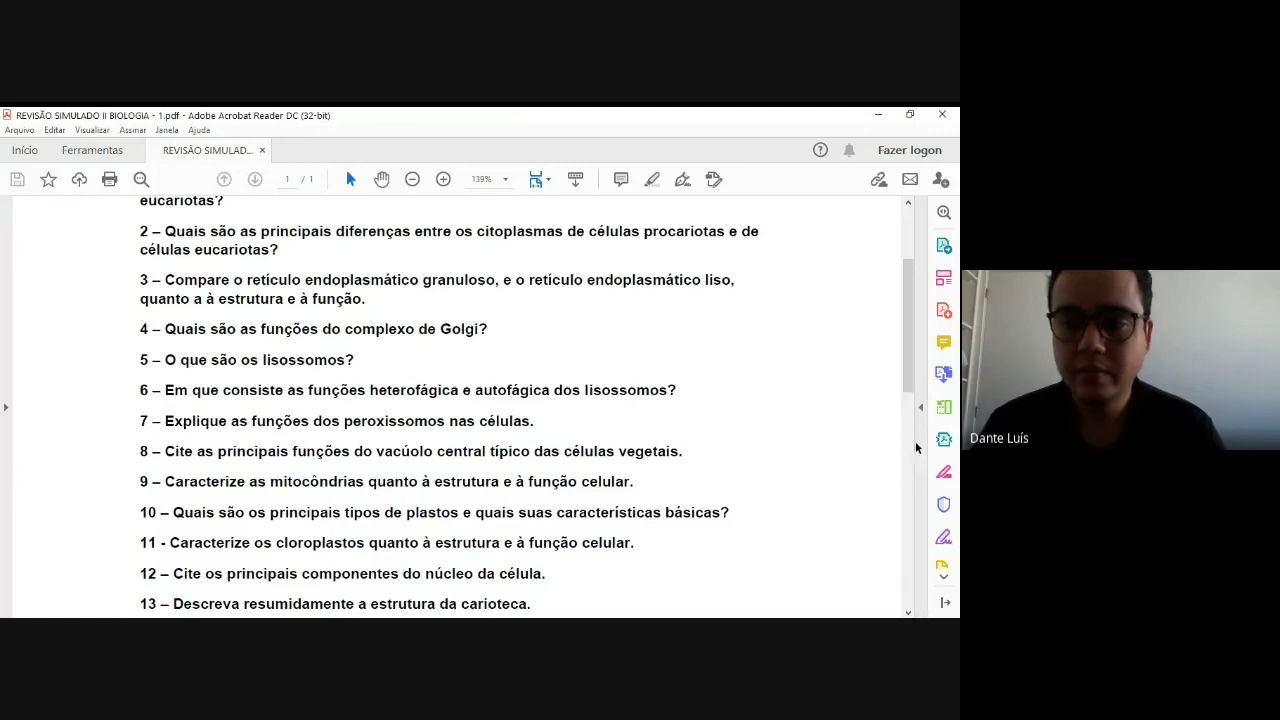 REVISÃO SIMULADO II BIOLOGIA - 1.pdf - Adobe Acrobat Reader DC (32-bit)
Arquivo Editar Visualizar Assinar Janela Ajuda
Início Ferramentas REVISÃO SIMULAD... × Fazer logon
1 / 1 139%
eucariotas?
2 – Quais são as principais diferenças entre os citoplasmas de células procariotas e de
células eucariotas?
3 – Compare o retículo endoplasmático granuloso, e o retículo endoplasmático liso,
quanto a à estrutura e à função.
4 – Quais são as funções do complexo de Golgi?
5 – O que são os lisossomos?
6 – Em que consiste as funções heterofágica e autofágica dos lisossomos?
7 – Explique as funções dos peroxissomos nas células.
8 – Cite as principais funções do vacúolo central típico das células vegetais.
9 – Caracterize as mitocôndrias quanto à estrutura e à função celular.
10 – Quais são os principais tipos de plastos e quais suas características básicas?
11 - Caracterize os cloroplastos quanto à estrutura e à função celular.
12 – Cite os principais componentes do núcleo da célula.
13 – Descreva resumidamente a estrutura da carioteca.
Dante Luís